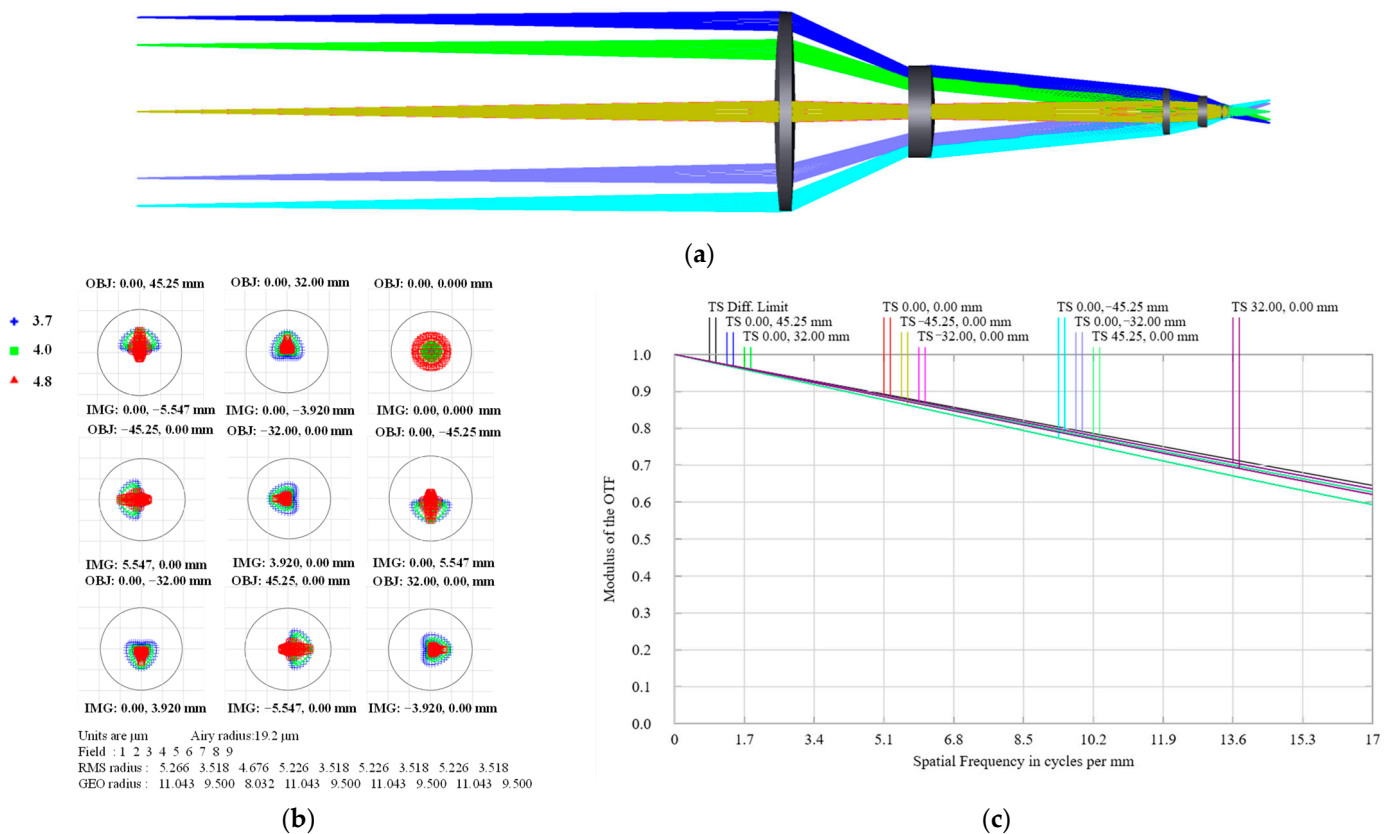 (a)
OBJ: 0.00, 45.25 mm
OBJ: 0.00, 32.00 mm
OBJ: 0.00, 0.000 mm
3.7
4.0
4.8
IMG: 0.00, −5.547 mm
IMG: 0.00, −3.920 mm
IMG: 0.00, 0.000 mm
OBJ: −45.25, 0.00 mm
OBJ: −32.00, 0.00 mm
OBJ: 0.00, −45.25 mm
IMG: 5.547, 0.00 mm
IMG: 3.920, 0.00 mm
IMG: 0.00, 5.547 mm
OBJ: 0.00, −32.00 mm
OBJ: 45.25, 0.00 mm
OBJ: 32.00, 0.00, mm
IMG: 0.00, 3.920 mm
IMG: −5.547, 0.00 mm
IMG: −3.920, 0.00 mm
Units are μm Airy radius:19.2 μm
Field : 1 2 3 4 5 6 7 8 9
RMS radius : 5.266 3.518 4.676 5.226 3.518 5.226 3.518 5.226 3.518
GEO radius : 11.043 9.500 8.032 11.043 9.500 11.043 9.500 11.043 9.500
(b)
TS Diff. Limit
TS 0.00, 45.25 mm
TS 0.00, 32.00 mm
TS 0.00, 0.00 mm
TS −45.25, 0.00 mm
TS −32.00, 0.00 mm
TS 0.00, −45.25 mm
TS 0.00, −32.00 mm
TS 45.25, 0.00 mm
TS 32.00, 0.00 mm
1.0
0.9
0.8
0.7
0.6
0.5
0.4
0.3
0.2
0.1
0.0
Modulus of the OTF
0 1.7 3.4 5.1 6.8 8.5 10.2 11.9 13.6 15.3 17
Spatial Frequency in cycles per mm
(c)